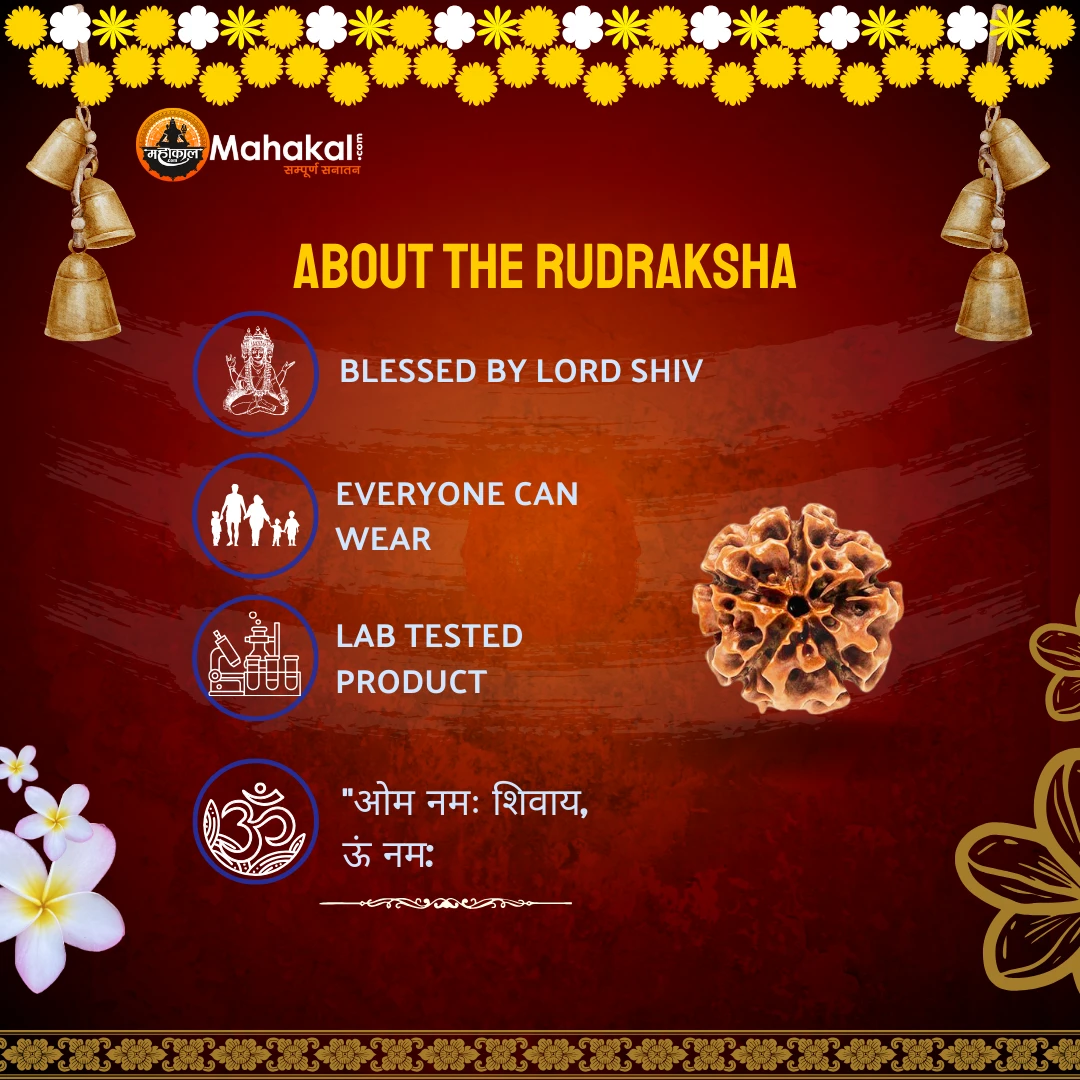 महाकाल
.com
Mahakal.com
सम्पूर्ण सनातन
ABOUT THE RUDRAKSHA
BLESSED BY LORD SHIV
EVERYONE CAN
WEAR
LAB TESTED
PRODUCT
"ओम नमः शिवाय,
ऊं नम: